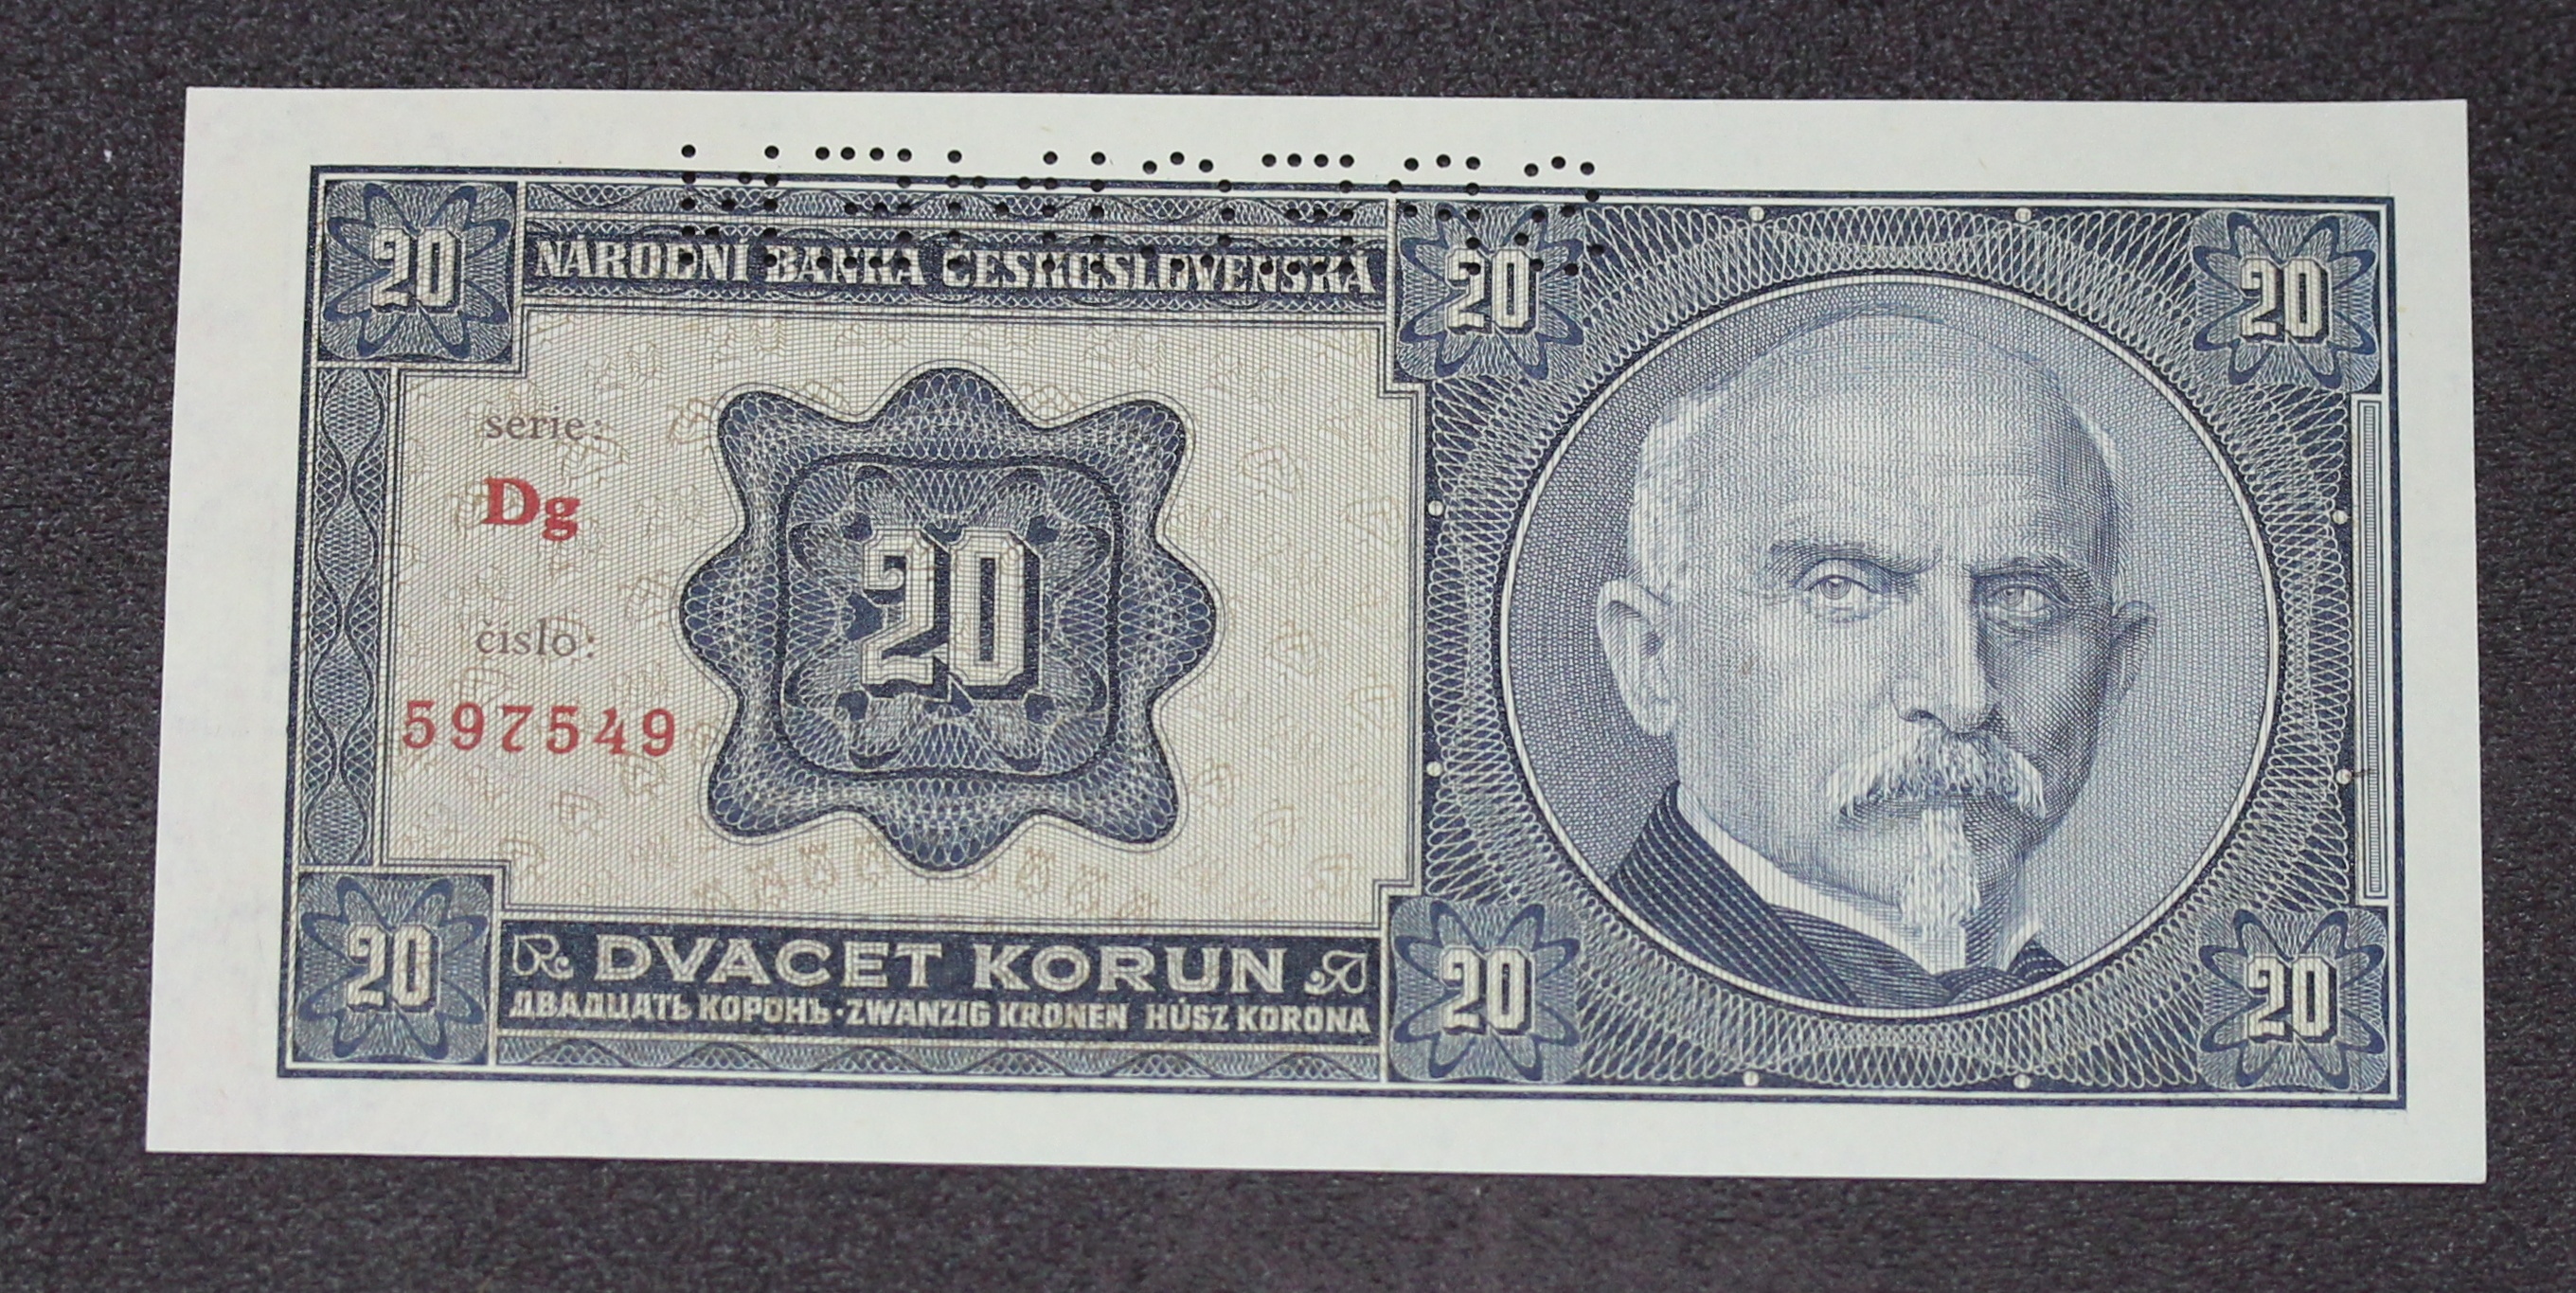 20
NÁRODNÍ BANKA ČESKOSLOVENSKÁ
20
20
serie:
Dg
20
číslo:
597549
20
DVACET KORUN
20
20
ДВАДЦАТЬ КОРОНЬ · ZWANZIG KRONEN HÚSZ KORONA